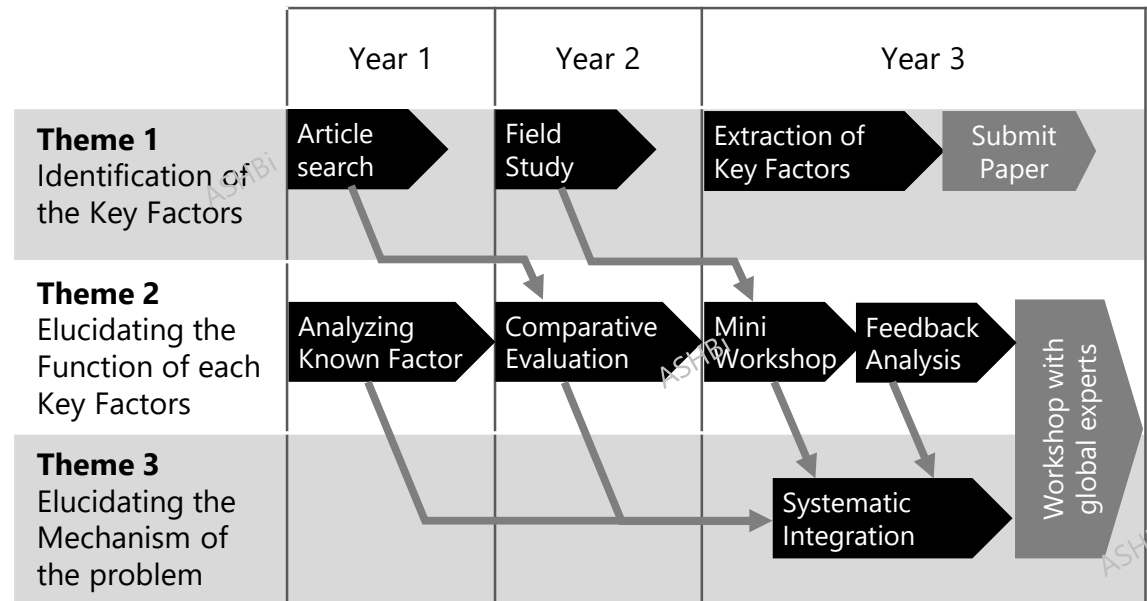 Year 1
Year 2
Year 3
Theme 1
Identification of
the Key Factors
Article
search
Field
Study
Extraction of
Key Factors
Submit
Paper
ASHBi
Theme 2
Elucidating the
Function of each
Key Factors
Analyzing
Known Factor
Comparative
Evaluation
Mini
Workshop
Feedback
Analysis
ASHBi
Workshop with
global experts
Theme 3
Elucidating the
Mechanism of
the problem
Systematic
Integration
ASH